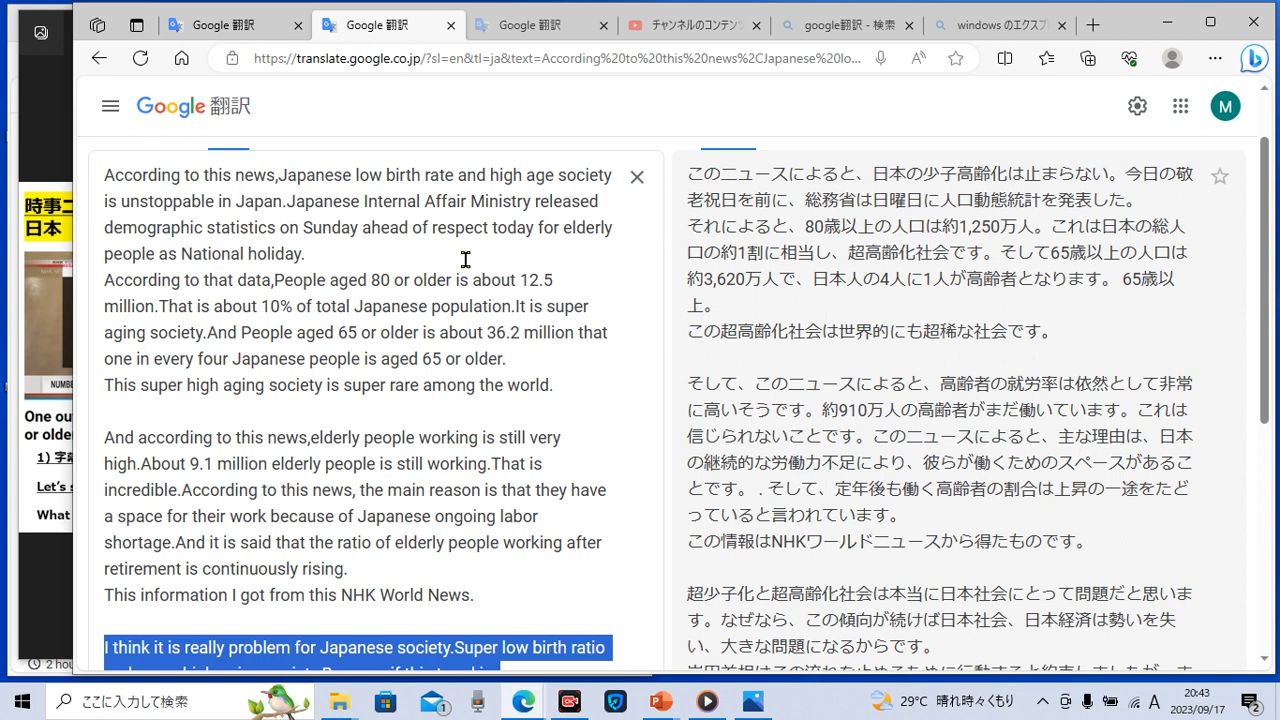 Google 翻訳
Google 翻訳
Google 翻訳
チャンネルのコンテンツ
google翻訳 - 検索
windows のエクスプ
https://translate.google.co.jp/?sl=en&tl=ja&text=According%20to%20this%20news%2CJapanese%20lo...
Google 翻訳
M
According to this news,Japanese low birth rate and high age society
is unstoppable in Japan.Japanese Internal Affair Ministry released
demographic statistics on Sunday ahead of respect today for elderly
people as National holiday.
According to that data,People aged 80 or older is about 12.5
million.That is about 10% of total Japanese population.It is super
aging society.And People aged 65 or older is about 36.2 million that
one in every four Japanese people is aged 65 or older.
This super high aging society is super rare among the world.
And according to this news,elderly people working is still very
high.About 9.1 million elderly people is still working.That is
incredible.According to this news, the main reason is that they have
a space for their work because of Japanese ongoing labor
shortage.And it is said that the ratio of elderly people working after
retirement is continuously rising.
This information I got from this NHK World News.
I think it is really problem for Japanese society.Super low birth ratio
このニュースによると、日本の少子高齢化は止まらない。今日の敬
老祝日を前に、総務省は日曜日に人口動態統計を発表した。
それによると、80歳以上の人口は約1,250万人。これは日本の総人
口の約1割に相当し、超高齢化社会です。そして65歳以上の人口は
約3,620万人で、日本人の4人に1人が高齢者となります。 65歳以
上。
この超高齢化社会は世界的にも超稀な社会です。
そして、このニュースによると、高齢者の就労率は依然として非常
に高いそうです。約910万人の高齢者がまだ働いています。これは
信じられないことです。このニュースによると、主な理由は、日本
の継続的な労働力不足により、彼らが働くためのスペースがあるこ
とです。 . そして、定年後も働く高齢者の割合は上昇の一途をたど
っていると言われています。
この情報はNHKワールドニュースから得たものです。
超少子化と超高齢化社会は本当に日本社会にとって問題だと思いま
す。なぜなら、この傾向が続けば日本社会、日本経済は勢いを失
い、大きな問題になるからです。
時事ニ
日本
NUMBE
One ou
or olde
1) 字幕
Let's s
What
2 hou
ここに入力して検索
1
29°C 晴れ時々くもり
A
20:43
2023/09/17
2